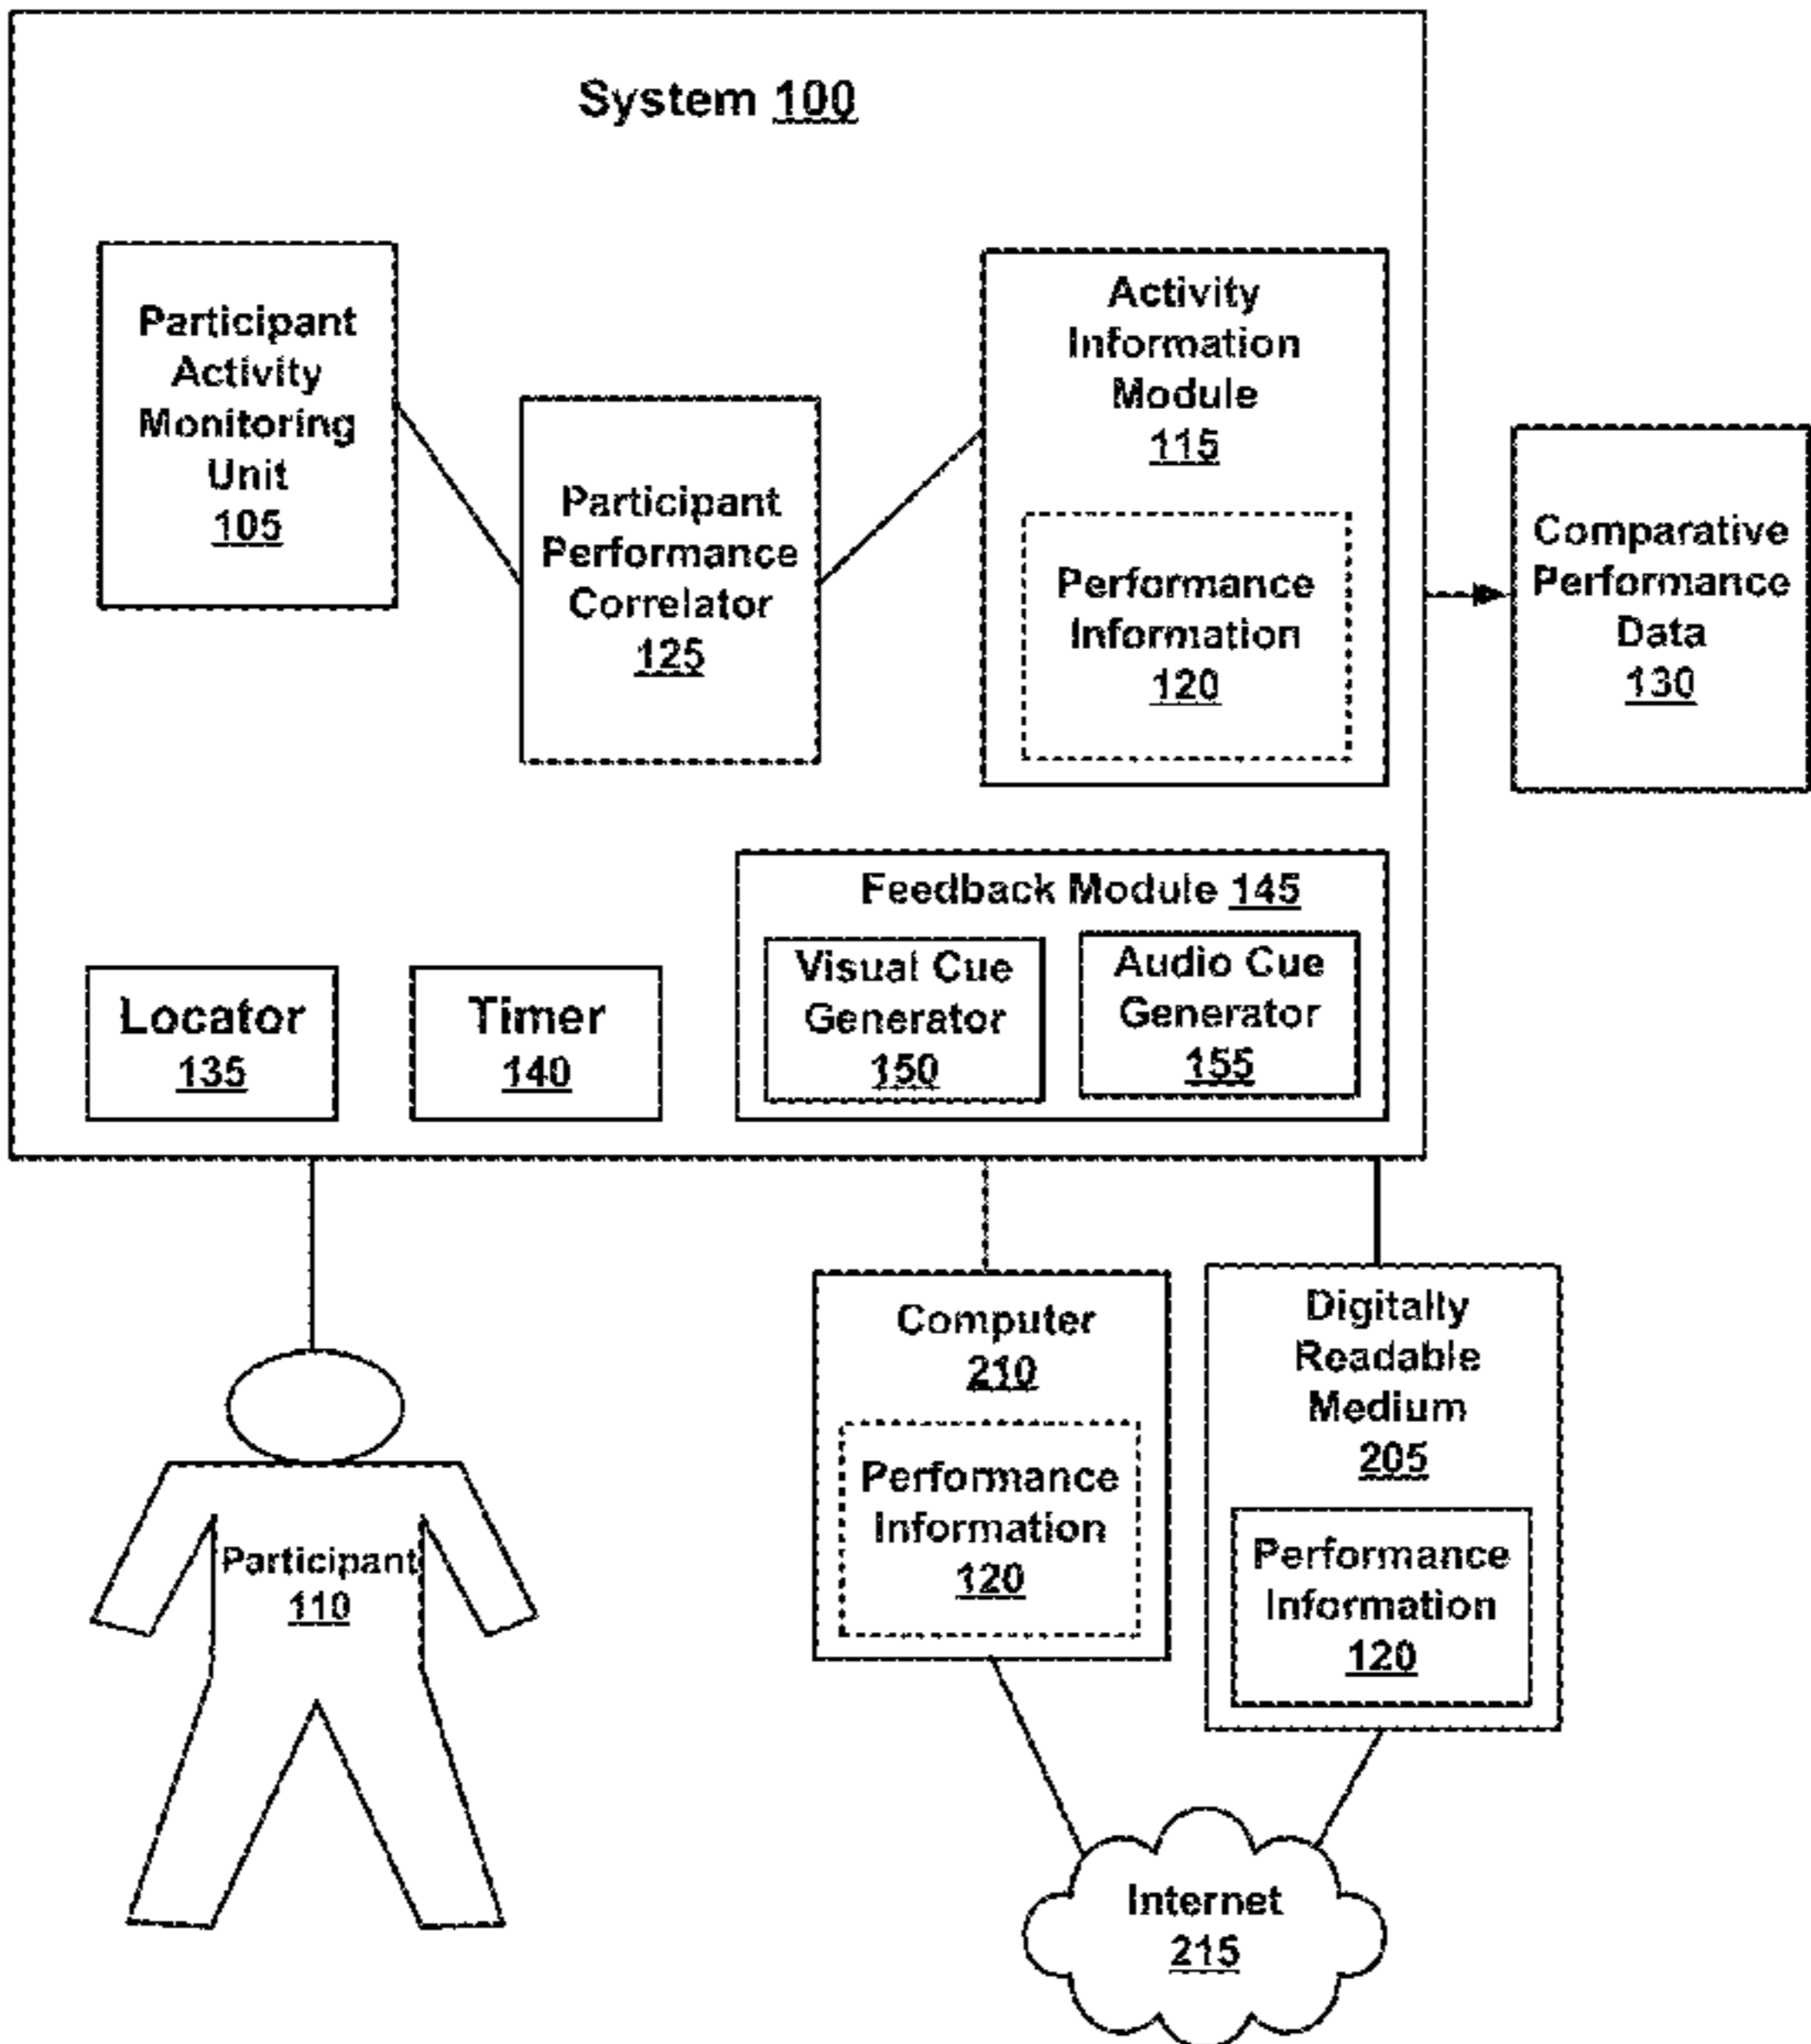 System 100
Participant
Activity
Monitoring
Unit
105
Participant
Performance
Correlator
125
Activity
Information
Module
115
Performance
Information
120
Comparative
Performance
Data
130
Locator
135
Timer
140
Feedback Module 145
Visual Cue
Generator
150
Audio Cue
Generator
155
Participant
110
Computer
210
Performance
Information
120
Digitally
Readable
Medium
205
Performance
Information
120
Internet
215